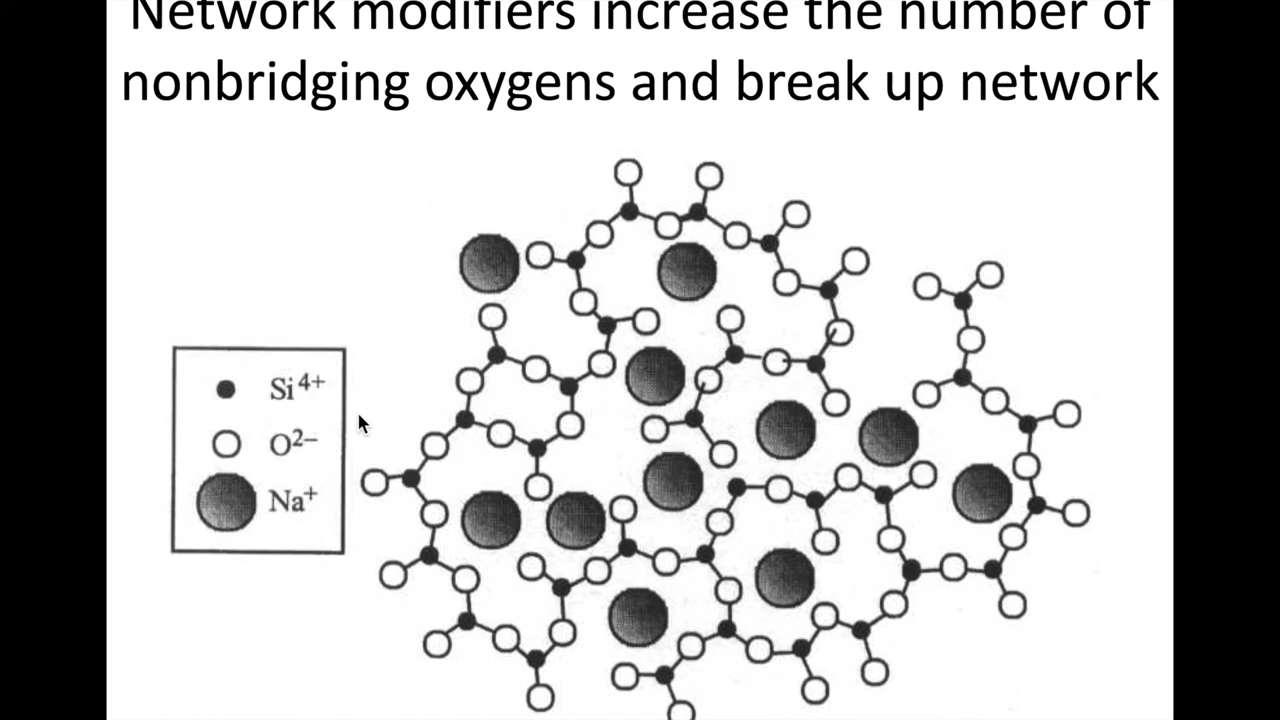 Network modifiers increase the number of
nonbridging oxygens and break up network
Si4+
O2−
Na+